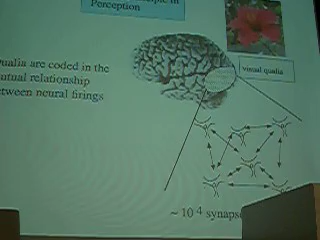 Perception
ualia are coded in the
utual relationship
etween neural firings
visual qualia
~ 10 4 synaps